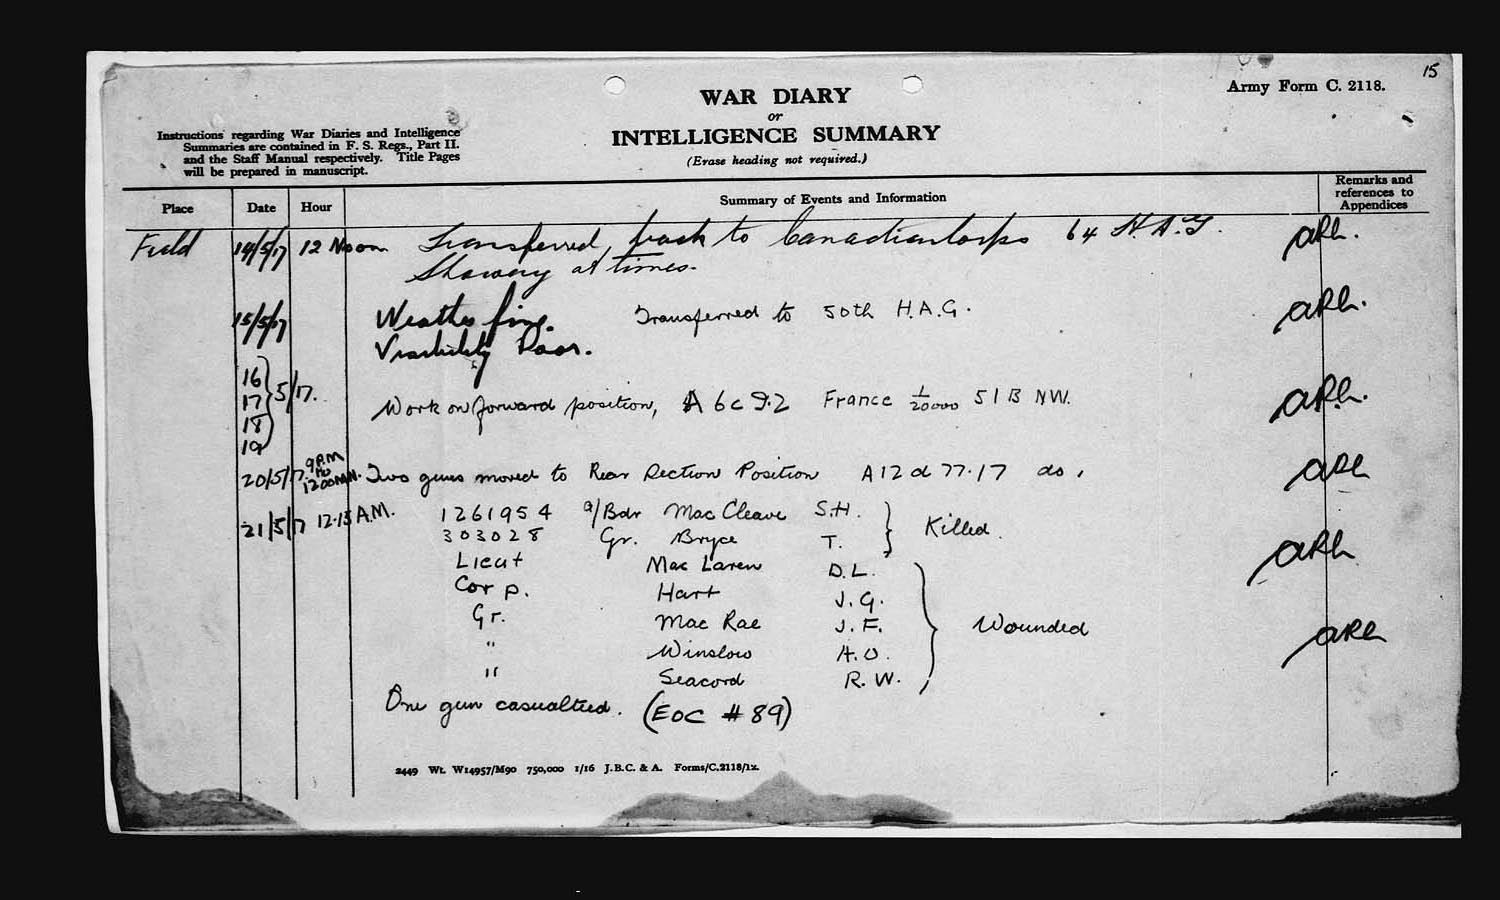 15
Army Form C. 2118.
WAR DIARY
or
INTELLIGENCE SUMMARY
(Erase heading not required.)
Instructions regarding War Diaries and Intelligence
Summaries are contained in F. S. Regs., Part II.
and the Staff Manual respectively. Title Pages
will be prepared in manuscript.
Place Date Hour Summary of Events and Information Remarks and references to Appendices
Field 14/5/17 12 Noon Transferred, back to Canadian Corps 64 H.A.G.
Showery at times.
15/5/17 Weather fine. Transferred to 50th H.A.G.
Visibility Poor.
16
17 5/17.
18
19
Work on forward position, A 6 c 9.2 France 1/20000 51 B NW.
20/5/17 9 P.M to 12.00 M.N. Two guns moved to Rear Section Position A 12 d 77.17 do.
21/5/17 12.15 A.M. 1261954 a/Bdr MacCleave S.H.
303028 Gr. Bryce T. Killed.
Lieut Mac Laren D.L.
Corp. Hart J.G.
Gr. Mac Rae J.F. Wounded
" Winslow H.O.
" Seacord R.W.
One gun casualtied. (EOC # 89)
2449 Wt. W14957/M90 750,000 1/16 J.B.C. & A. Forms/C.2118/12.